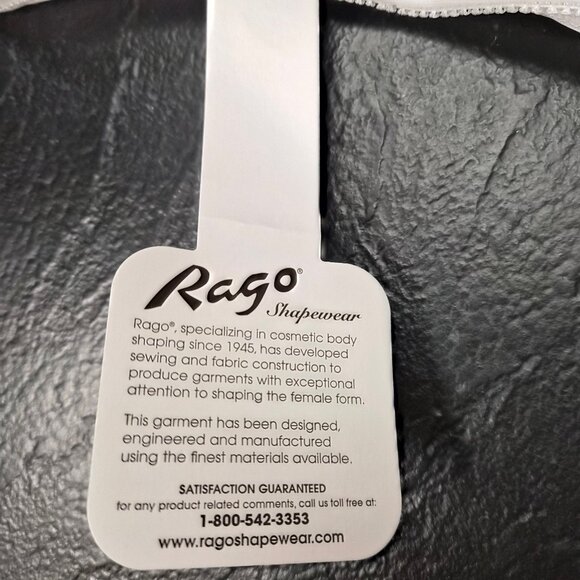 Rago®
Shapewear
Rago®, specializing in cosmetic body
shaping since 1945, has developed
sewing and fabric construction to
produce garments with exceptional
attention to shaping the female form.
This garment has been designed,
engineered and manufactured
using the finest materials available.
SATISFACTION GUARANTEED
for any product related comments, call us toll free at:
1-800-542-3353
www.ragoshapewear.com